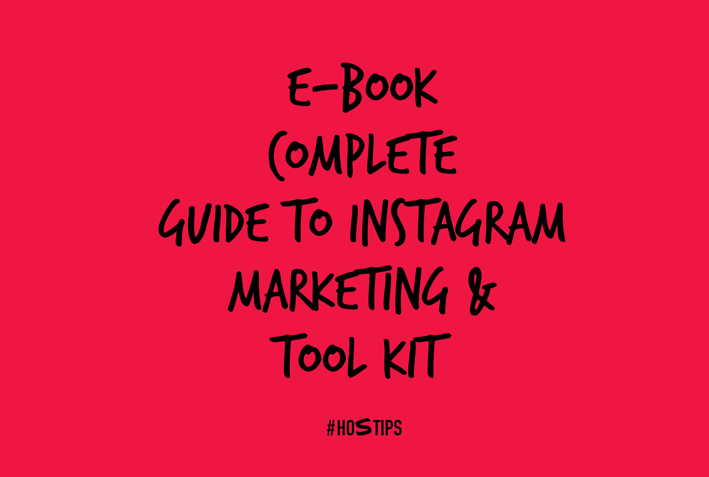 E-BOOK
COMPLETE
GUIDE TO INSTAGRAM
MARKETING &
TOOL KIT
#HOSTIPS